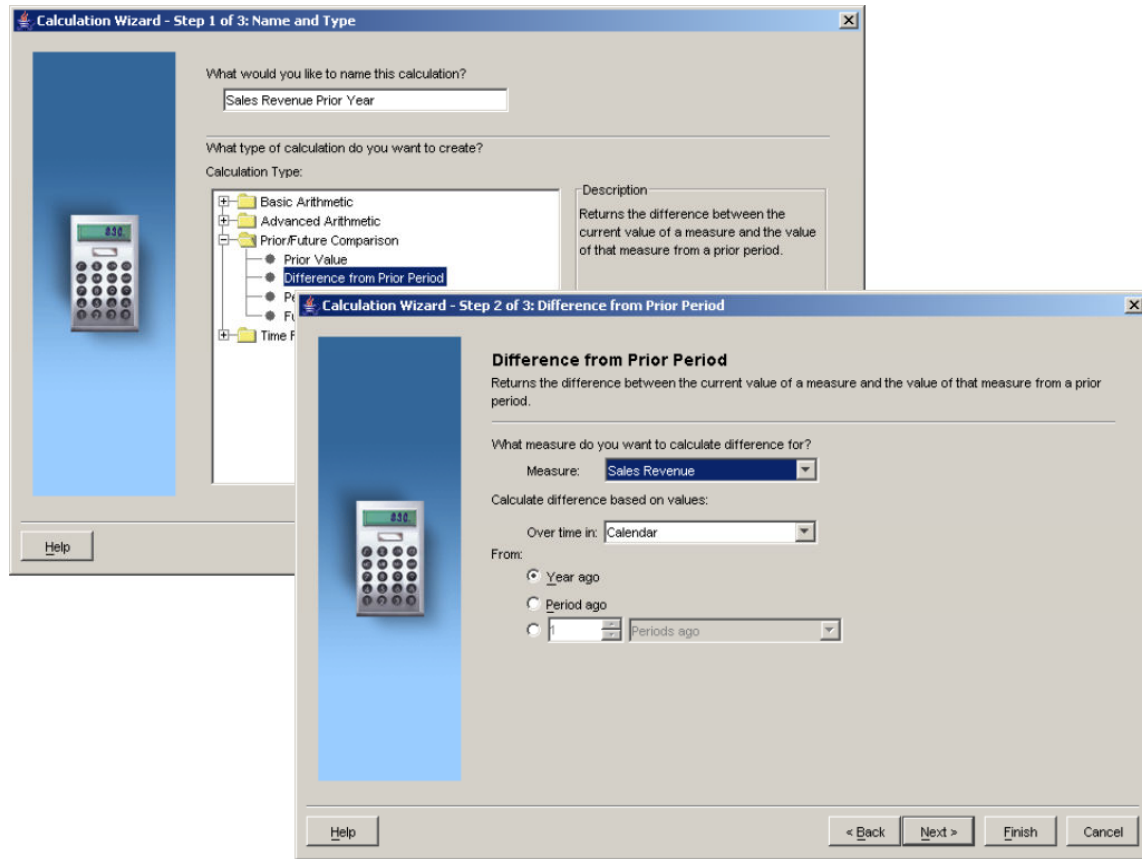 Calculation Wizard - Step 1 of 3: Name and Type
What would you like to name this calculation?
Sales Revenue Prior Year
What type of calculation do you want to create?
Calculation Type:
Basic Arithmetic
Advanced Arithmetic
Prior/Future Comparison
Prior Value
Difference from Prior Period
Pe
Fu
Time F
Description
Returns the difference between the
current value of a measure and the value
of that measure from a prior period.
Help
Calculation Wizard - Step 2 of 3: Difference from Prior Period
Difference from Prior Period
Returns the difference between the current value of a measure and the value of that measure from a prior
period.
What measure do you want to calculate difference for?
Measure: Sales Revenue
Calculate difference based on values:
Over time in: Calendar
From:
Year ago
Period ago
1 Periods ago
Help < Back Next > Finish Cancel